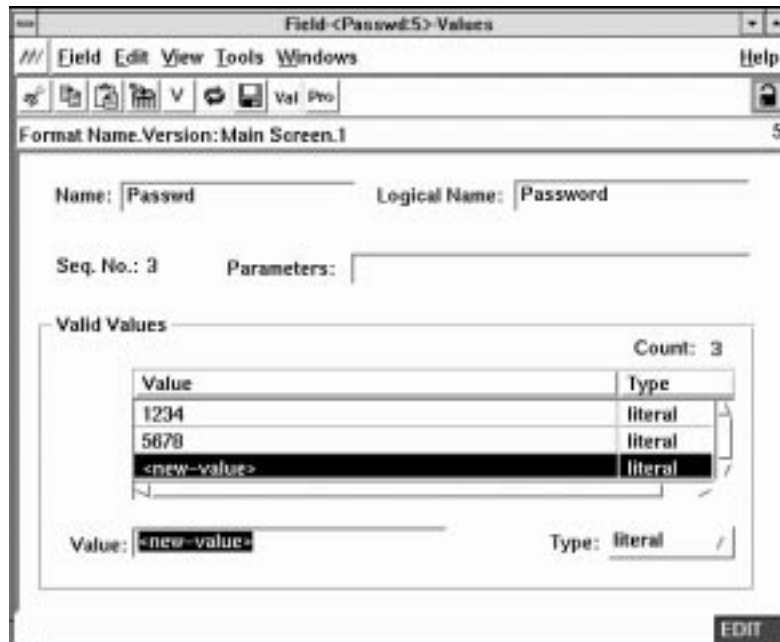 Field <Passwd:5> Values
/// Field Edit View Tools Windows Help
V Val Pro
Format Name.Version: Main Screen.1 5
Name: Passwd Logical Name: Password
Seq. No.: 3 Parameters:
Valid Values
Count: 3
Value Type
1234 literal
5678 literal
<new-value> literal
Value: <new-value> Type: literal
EDIT